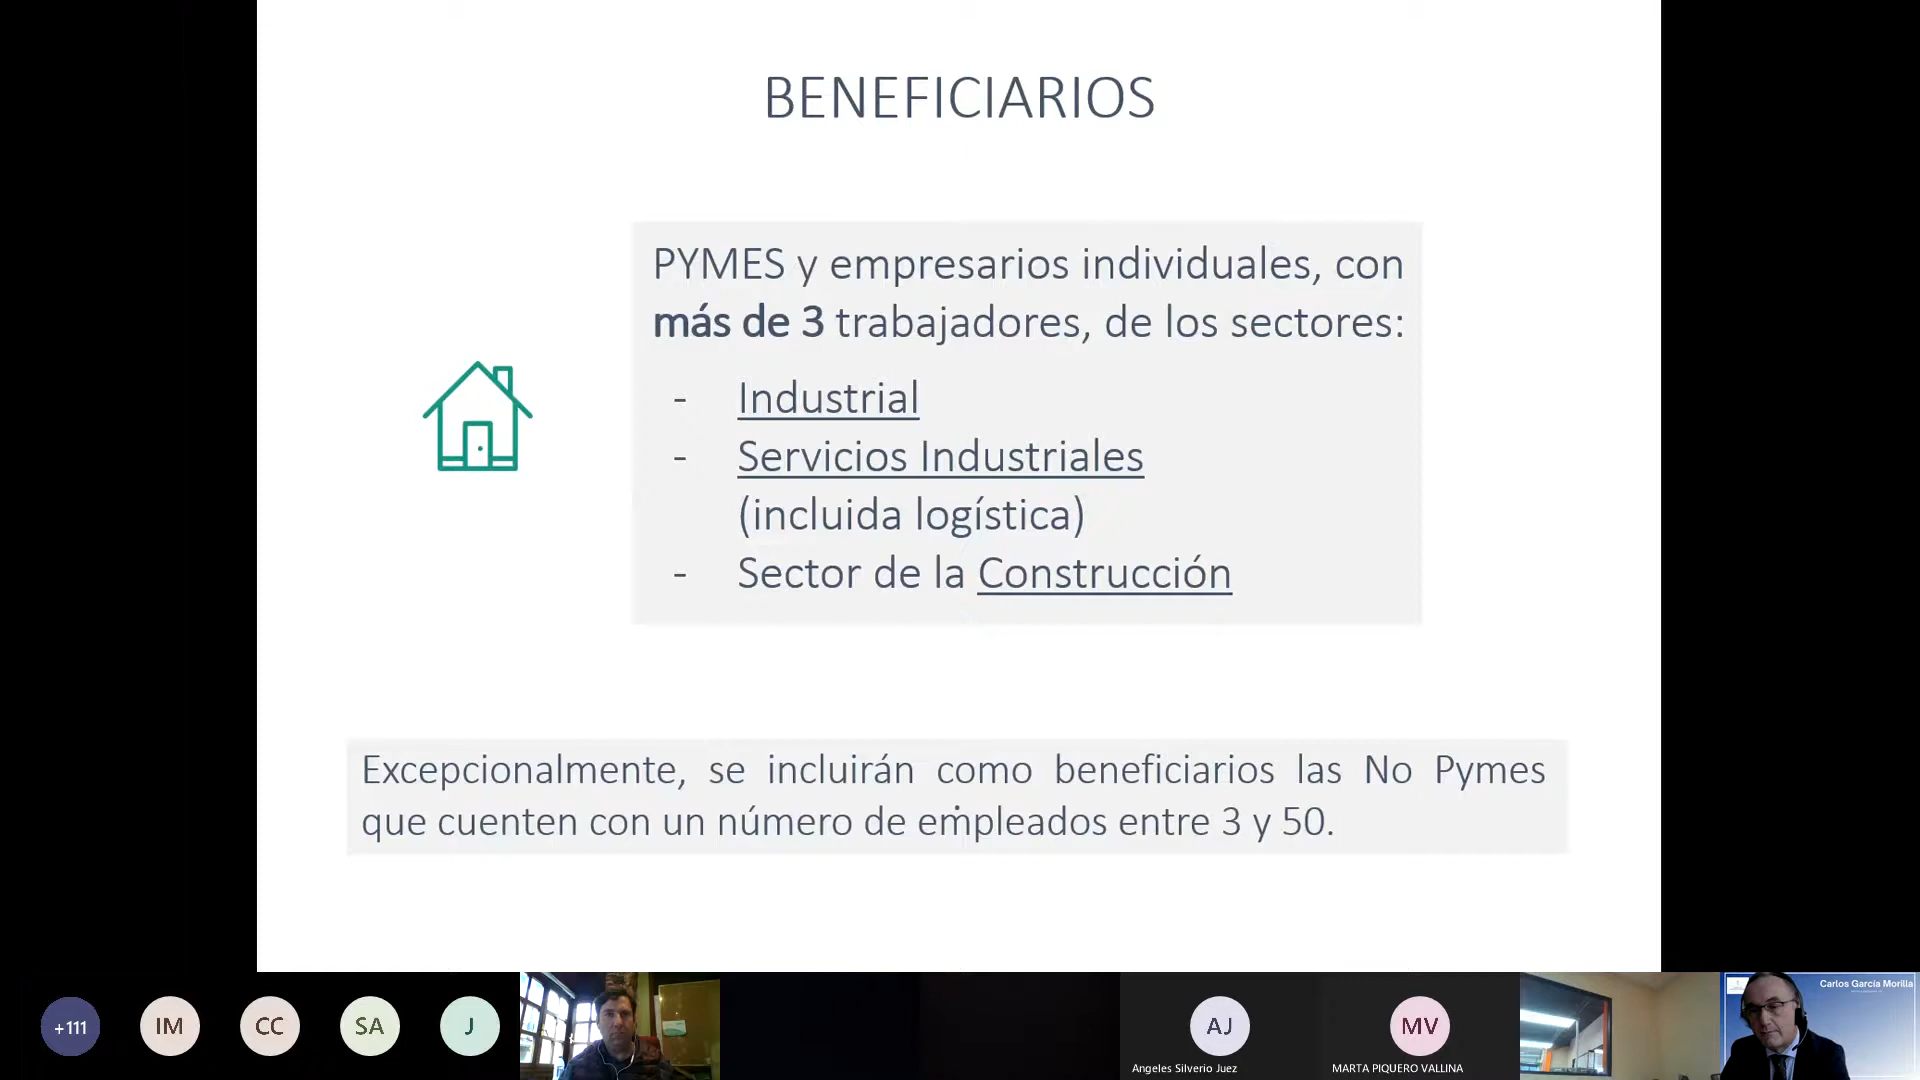 BENEFICIARIOS
PYMES y empresarios individuales, con
más de 3 trabajadores, de los sectores:
- Industrial
- Servicios Industriales
(incluida logística)
- Sector de la Construcción
Excepcionalmente, se incluirán como beneficiarios las No Pymes
que cuenten con un número de empleados entre 3 y 50.
+111
IM
CC
SA
J
AJ
Angeles Silverio Juez
MV
MARTA PIQUERO VALLINA
Carlos García Morilla